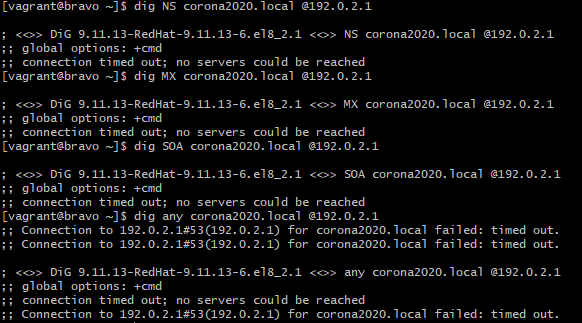 [vagrant@bravo ~]$ dig NS corona2020.local @192.0.2.1
; <<>> DiG 9.11.13-RedHat-9.11.13-6.el8_2.1 <<>> NS corona2020.local @192.0.2.1
;; global options: +cmd
;; connection timed out; no servers could be reached
[vagrant@bravo ~]$ dig MX corona2020.local @192.0.2.1
; <<>> DiG 9.11.13-RedHat-9.11.13-6.el8_2.1 <<>> MX corona2020.local @192.0.2.1
;; global options: +cmd
;; connection timed out; no servers could be reached
[vagrant@bravo ~]$ dig SOA corona2020.local @192.0.2.1
; <<>> DiG 9.11.13-RedHat-9.11.13-6.el8_2.1 <<>> SOA corona2020.local @192.0.2.1
;; global options: +cmd
;; connection timed out; no servers could be reached
[vagrant@bravo ~]$ dig any corona2020.local @192.0.2.1
;; Connection to 192.0.2.1#53(192.0.2.1) for corona2020.local failed: timed out.
;; Connection to 192.0.2.1#53(192.0.2.1) for corona2020.local failed: timed out.
; <<>> DiG 9.11.13-RedHat-9.11.13-6.el8_2.1 <<>> any corona2020.local @192.0.2.1
;; global options: +cmd
;; connection timed out; no servers could be reached
;; Connection to 192.0.2.1#53(192.0.2.1) for corona2020.local failed: timed out.